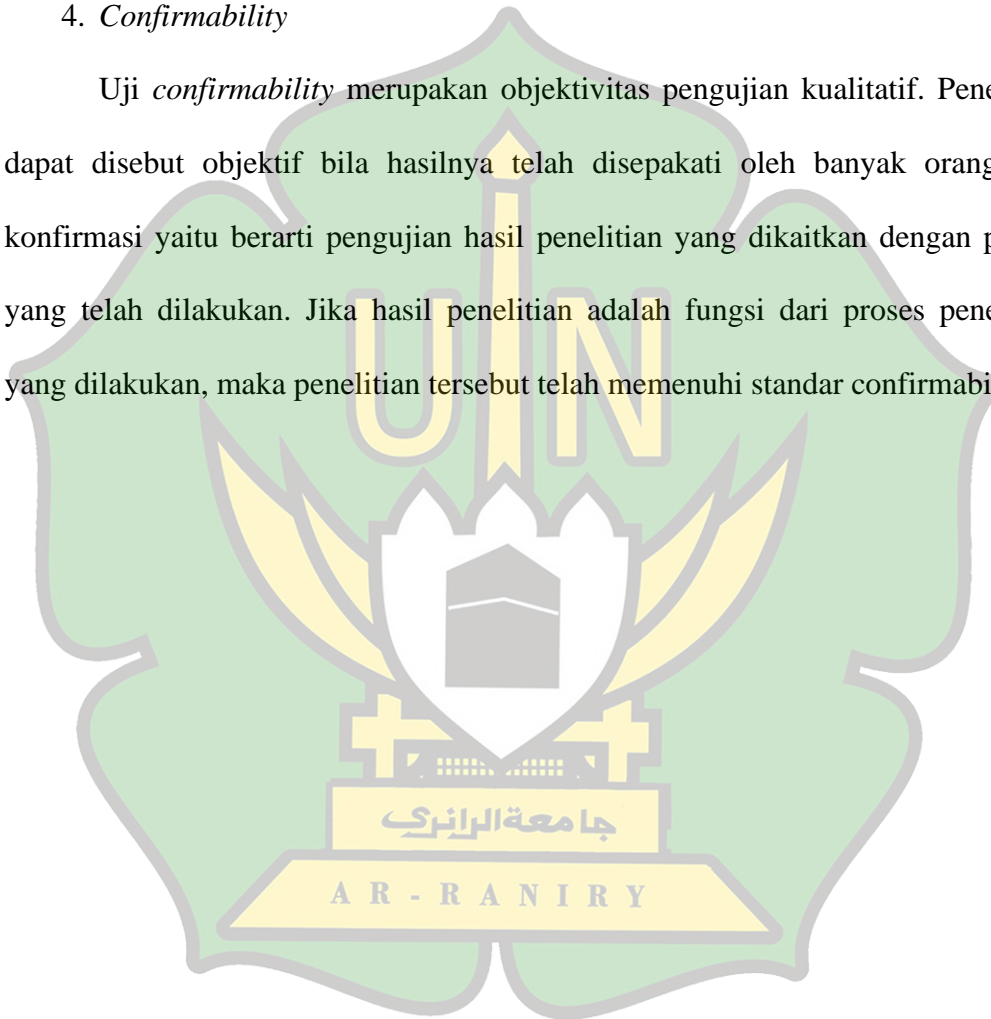 4. Confirmability
Uji confirmability merupakan objektivitas pengujian kualitatif. Pene
dapat disebut objektif bila hasilnya telah disepakati oleh banyak orang
konfirmasi yaitu berarti pengujian hasil penelitian yang dikaitkan dengan p
yang telah dilakukan. Jika hasil penelitian adalah fungsi dari proses pene
yang dilakukan, maka penelitian tersebut telah memenuhi standar confirmabi
UIN
جامعة الرانري
AR-RANIRY